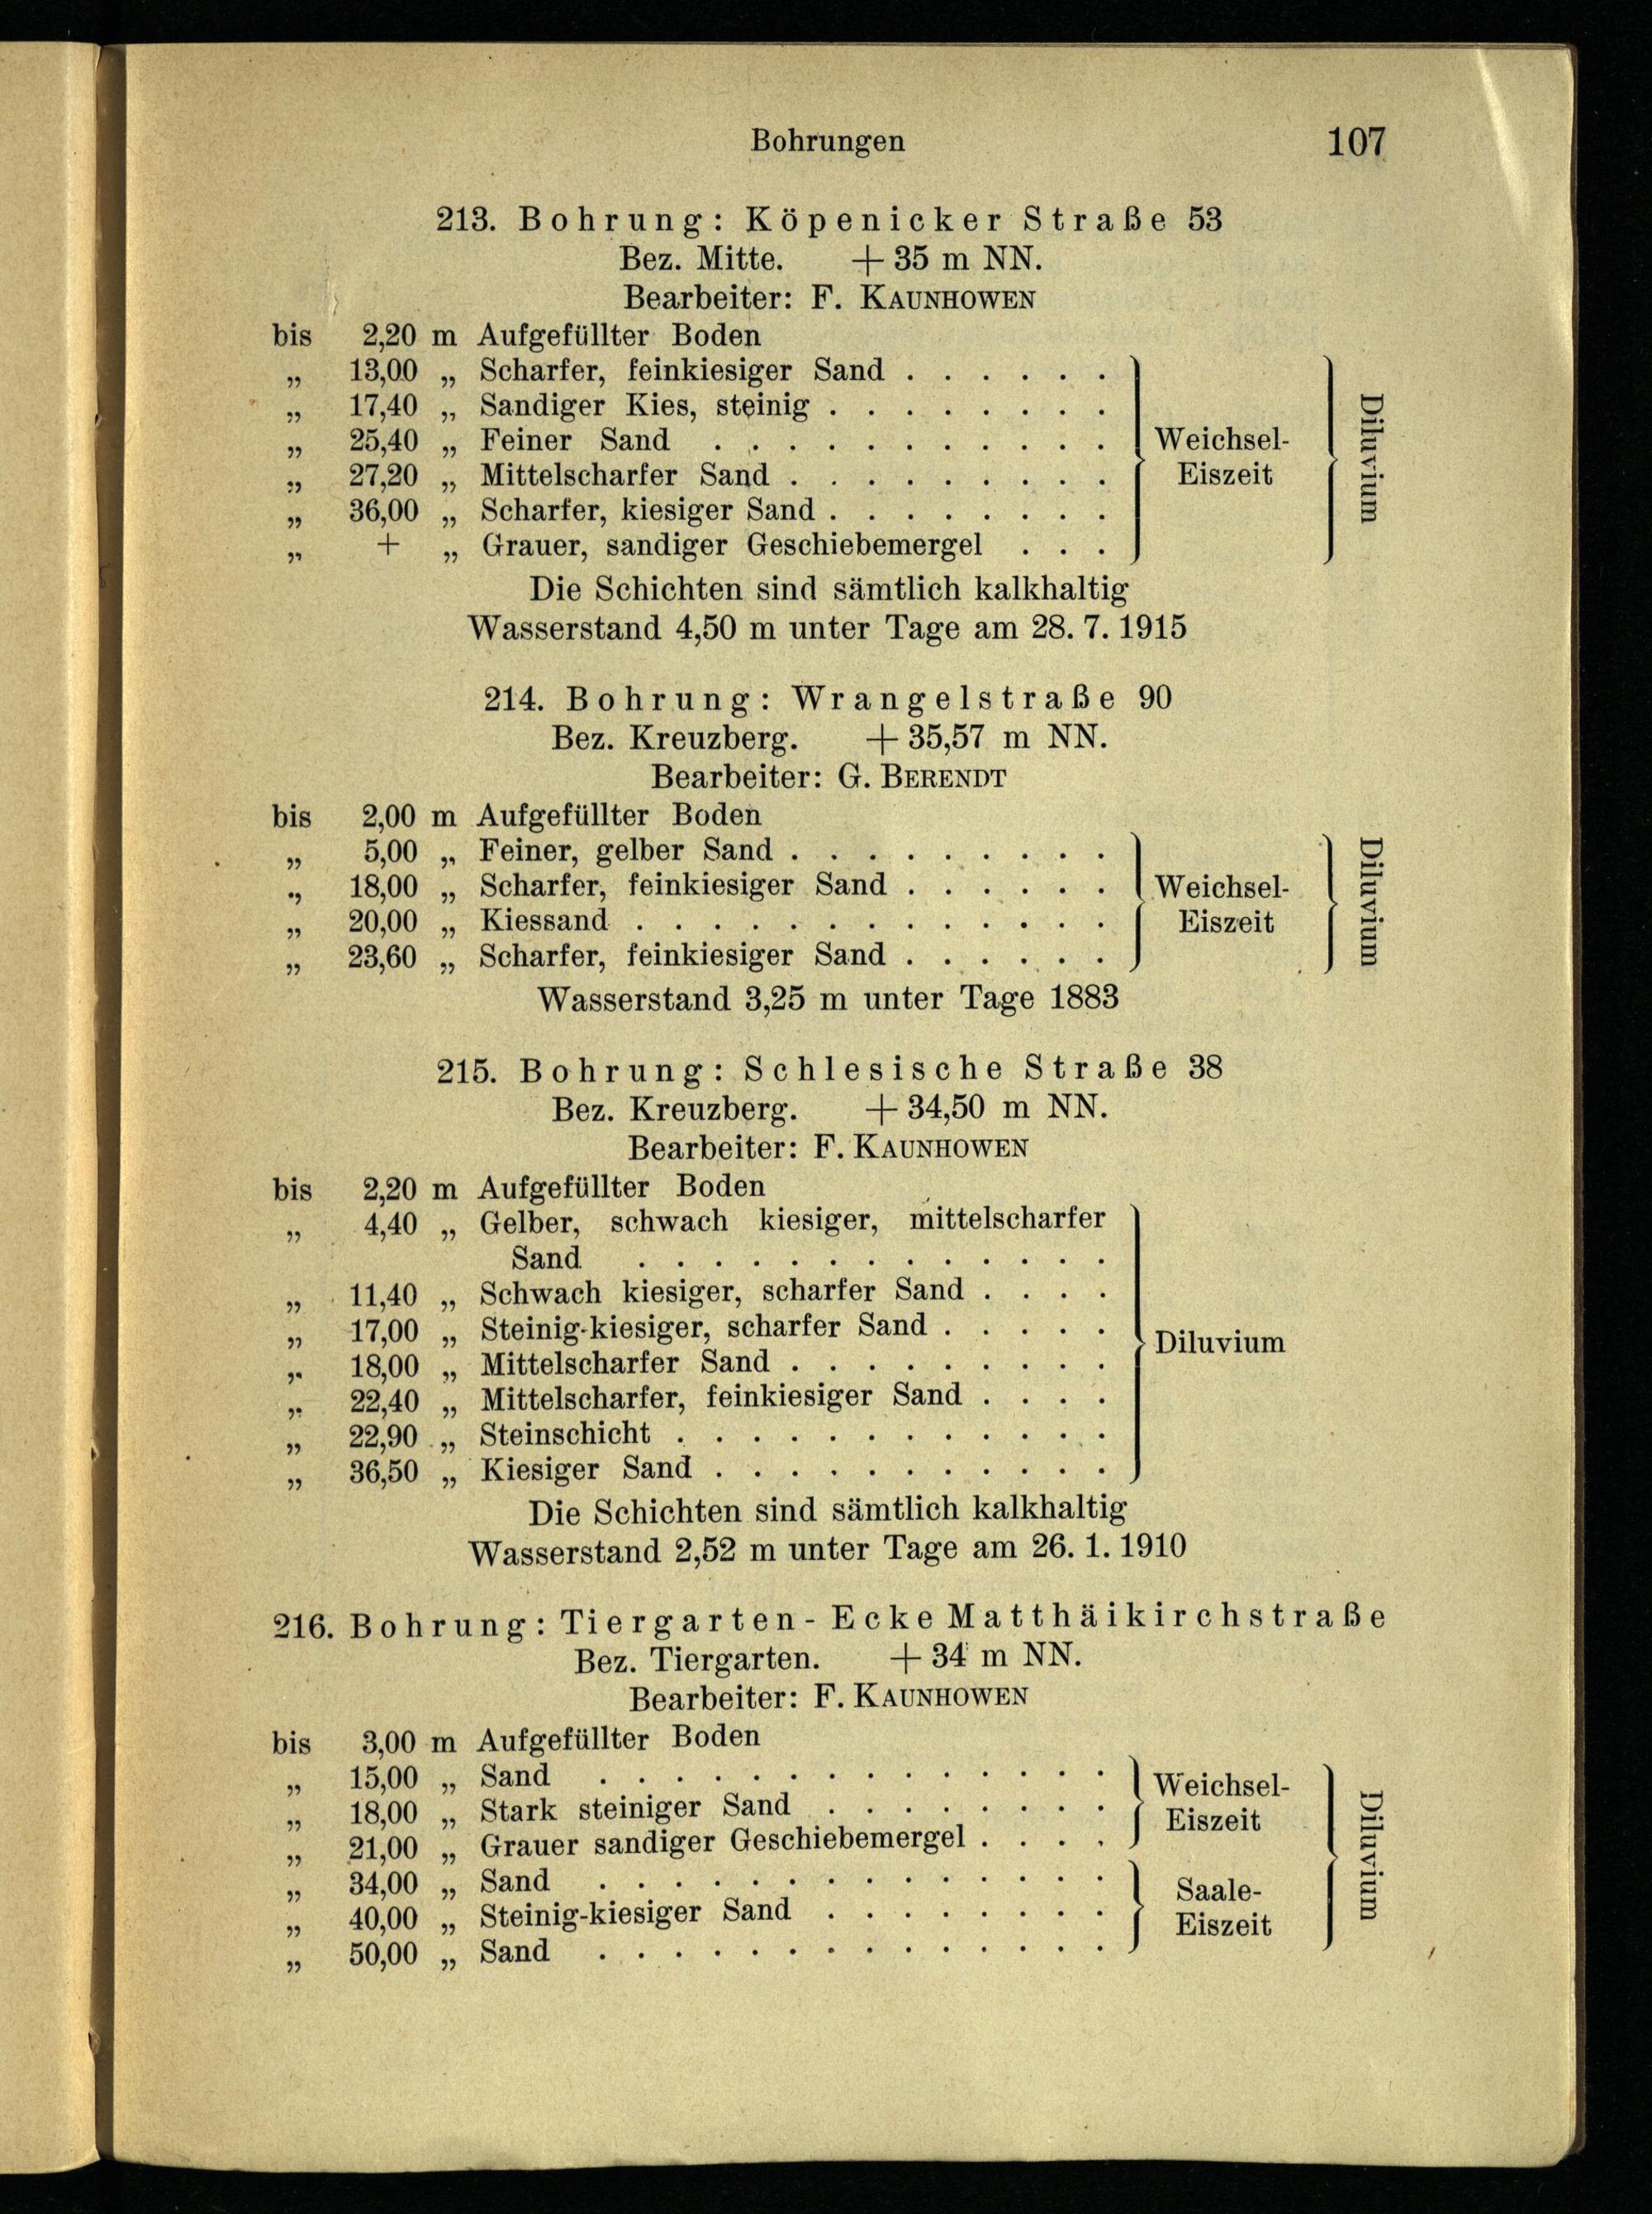 Bohrungen 107
213. Bohrung: Köpenicker Straße 53
Bez. Mitte. + 35 m NN.
Bearbeiter: F. KAUNHOWEN
bis 2,20 m Aufgefüllter Boden
„ 13,00 „ Scharfer, feinkiesiger Sand . . . . . .
„ 17,40 „ Sandiger Kies, steinig . . . . . . . .
„ 25,40 „ Feiner Sand . . . . . . . . . . . Weichsel-
„ 27,20 „ Mittelscharfer Sand . . . . . . . . . Eiszeit
„ 36,00 „ Scharfer, kiesiger Sand . . . . . . . .
„ + „ Grauer, sandiger Geschiebemergel . . .
Diluvium
Die Schichten sind sämtlich kalkhaltig
Wasserstand 4,50 m unter Tage am 28. 7. 1915
214. Bohrung: Wrangelstraße 90
Bez. Kreuzberg. + 35,57 m NN.
Bearbeiter: G. BERENDT
bis 2,00 m Aufgefüllter Boden
„ 5,00 „ Feiner, gelber Sand . . . . . . . . .
„ 18,00 „ Scharfer, feinkiesiger Sand . . . . . . Weichsel-
„ 20,00 „ Kiessand . . . . . . . . . . . . . Eiszeit
„ 23,60 „ Scharfer, feinkiesiger Sand . . . . . .
Diluvium
Wasserstand 3,25 m unter Tage 1883
215. Bohrung: Schlesische Straße 38
Bez. Kreuzberg. + 34,50 m NN.
Bearbeiter: F. KAUNHOWEN
bis 2,20 m Aufgefüllter Boden
„ 4,40 „ Gelber, schwach kiesiger, mittelscharfer
Sand . . . . . . . . . . . . .
„ 11,40 „ Schwach kiesiger, scharfer Sand . . . .
„ 17,00 „ Steinig-kiesiger, scharfer Sand . . . . . Diluvium
„ 18,00 „ Mittelscharfer Sand . . . . . . . . .
„ 22,40 „ Mittelscharfer, feinkiesiger Sand . . . .
„ 22,90 „ Steinschicht . . . . . . . . . . . .
„ 36,50 „ Kiesiger Sand . . . . . . . . . . .
Die Schichten sind sämtlich kalkhaltig
Wasserstand 2,52 m unter Tage am 26. 1. 1910
216. Bohrung: Tiergarten- Ecke Matthäikirchstraße
Bez. Tiergarten. + 34 m NN.
Bearbeiter: F. KAUNHOWEN
bis 3,00 m Aufgefüllter Boden
„ 15,00 „ Sand . . . . . . . . . . . . . . Weichsel-
„ 18,00 „ Stark steiniger Sand . . . . . . . . Eiszeit
„ 21,00 „ Grauer sandiger Geschiebemergel . . . .
„ 34,00 „ Sand . . . . . . . . . . . . . . Saale-
„ 40,00 „ Steinig-kiesiger Sand . . . . . . . . Eiszeit
„ 50,00 „ Sand . . . . . . . . . . . . . .
Diluvium